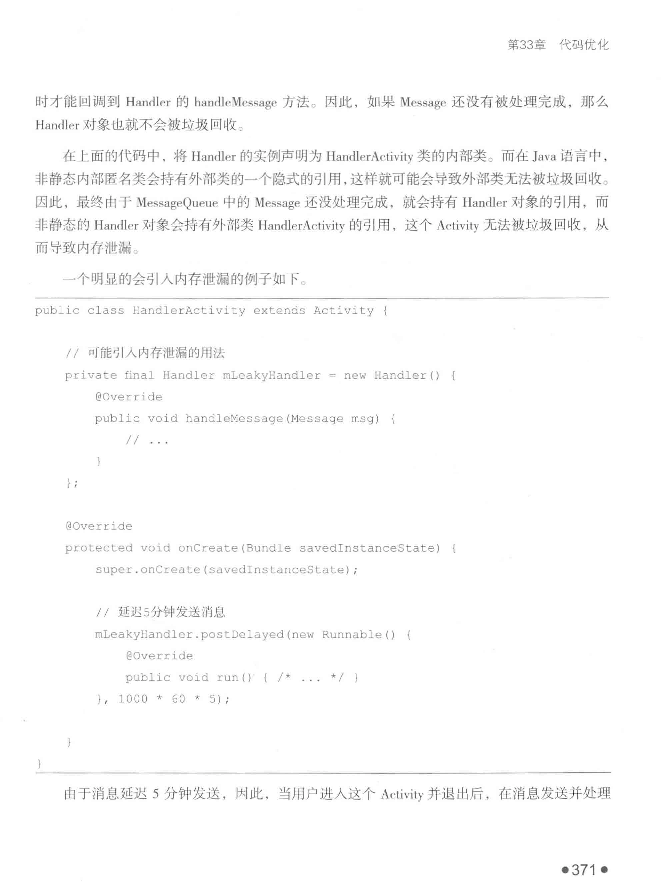 第33章 代码优化
时才能回调到 Handler 的 handleMessage 方法。因此，如果 Message 还没有被处理完成，那么
Handler 对象也就不会被垃圾回收。
在上面的代码中，将 Handler 的实例声明为 HandlerActivity 类的内部类。而在 Java 语言中，
非静态内部匿名类会持有外部类的一个隐式的引用，这样就可能会导致外部类无法被垃圾回收。
因此，最终由于 MessageQueue 中的 Message 还没处理完成，就会持有 Handler 对象的引用，而
非静态的 Handler 对象会持有外部类 HandlerActivity 的引用，这个 Activity 无法被垃圾回收，从
而导致内存泄漏。
一个明显的会引入内存泄漏的例子如下。
public class HandlerActivity extends Activity {
// 可能引入内存泄漏的用法
private final Handler mLeakyHandler = new Handler() {
@Override
public void handleMessage(Message msg) {
// ...
}
};
@Override
protected void onCreate(Bundle savedInstanceState) {
super.onCreate(savedInstanceState);
// 延迟5分钟发送消息
mLeakyHandler.postDelayed(new Runnable() {
@Override
public void run() { /* ... */ }
}, 1000 * 60 * 5);
}
}
由于消息延迟 5 分钟发送，因此，当用户进入这个 Activity 并退出后，在消息发送并处理
●371●